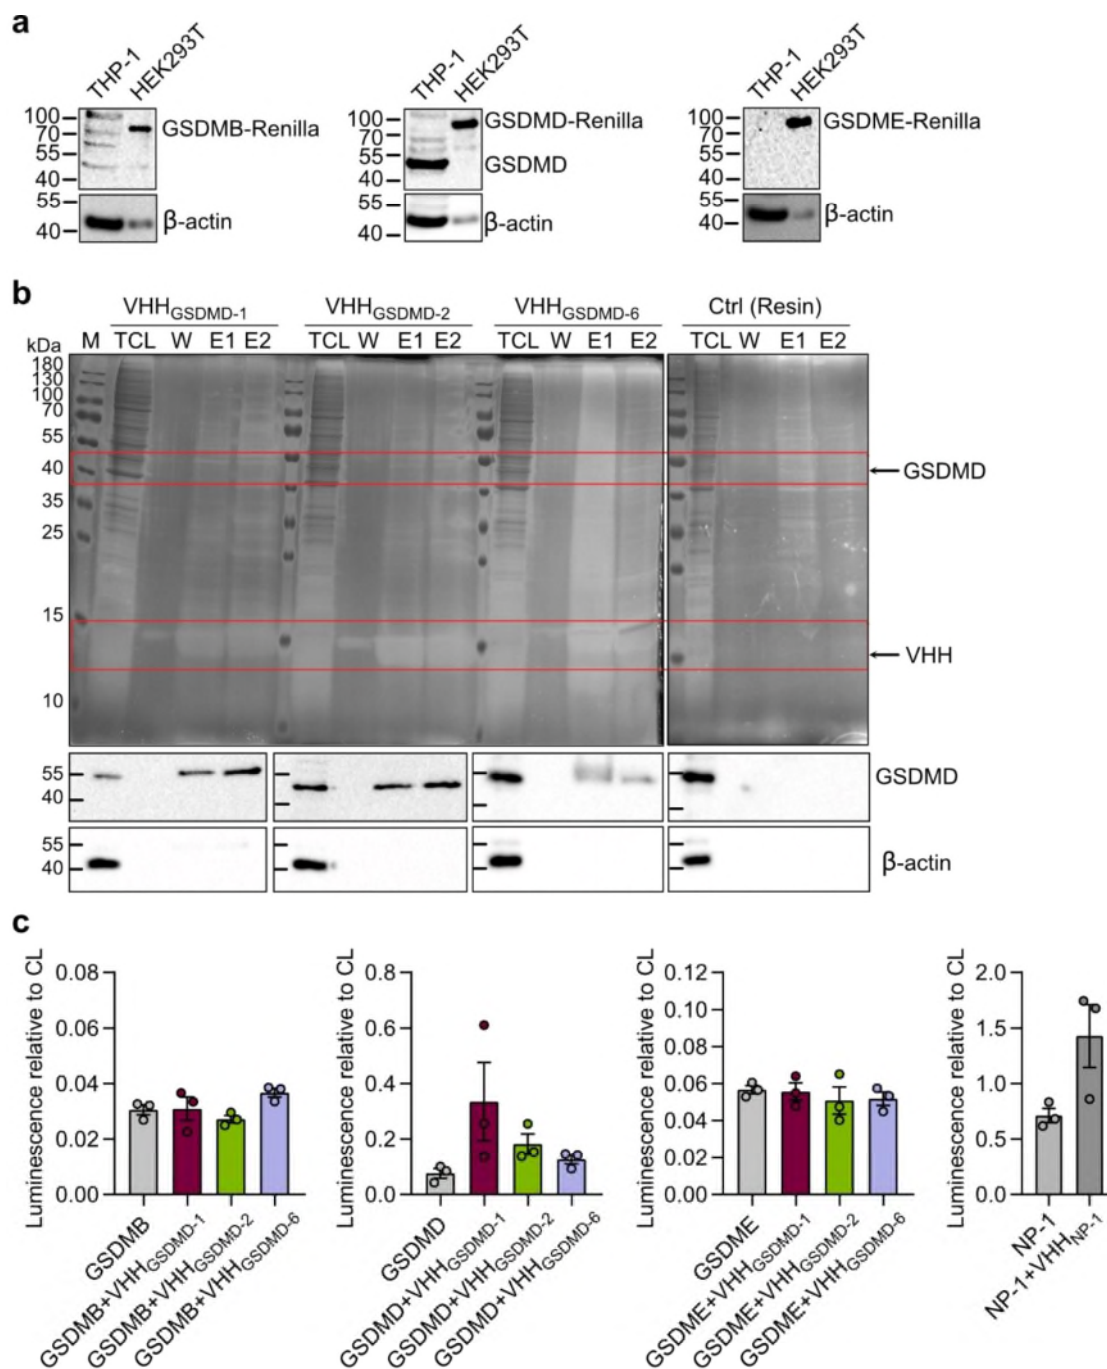 a
THP-1 HEK293T THP-1 HEK293T THP-1 HEK293T
100 GSDMB-Renilla 100 GSDMD-Renilla 100 GSDME-Renilla
70 70 70
55 55 GSDMD 55
40 40 40
55 β-actin 55 β-actin 55 β-actin
40 40 40
b
VHHGSDMD-1 VHHGSDMD-2 VHHGSDMD-6 Ctrl (Resin)
kDa M TCL W E1 E2 TCL W E1 E2 TCL W E1 E2 TCL W E1 E2
180
130
100
70
55
40 GSDMD
35
25
15
VHH
10
55 GSDMD
40
55 β-actin
40
c
Luminescence relative to CL
0.08
0.06
0.04
0.02
0.00
GSDMB
GSDMB+VHHGSDMD-1
GSDMB+VHHGSDMD-2
GSDMB+VHHGSDMD-6
Luminescence relative to CL
0.8
0.6
0.4
0.2
0.0
GSDMD
GSDMD+VHHGSDMD-1
GSDMD+VHHGSDMD-2
GSDMD+VHHGSDMD-6
Luminescence relative to CL
0.12
0.10
0.08
0.06
0.04
0.02
0.00
GSDME
GSDME+VHHGSDMD-1
GSDME+VHHGSDMD-2
GSDME+VHHGSDMD-6
Luminescence relative to CL
2.0
1.5
1.0
0.5
0.0
NP-1
NP-1+VHHNP-1